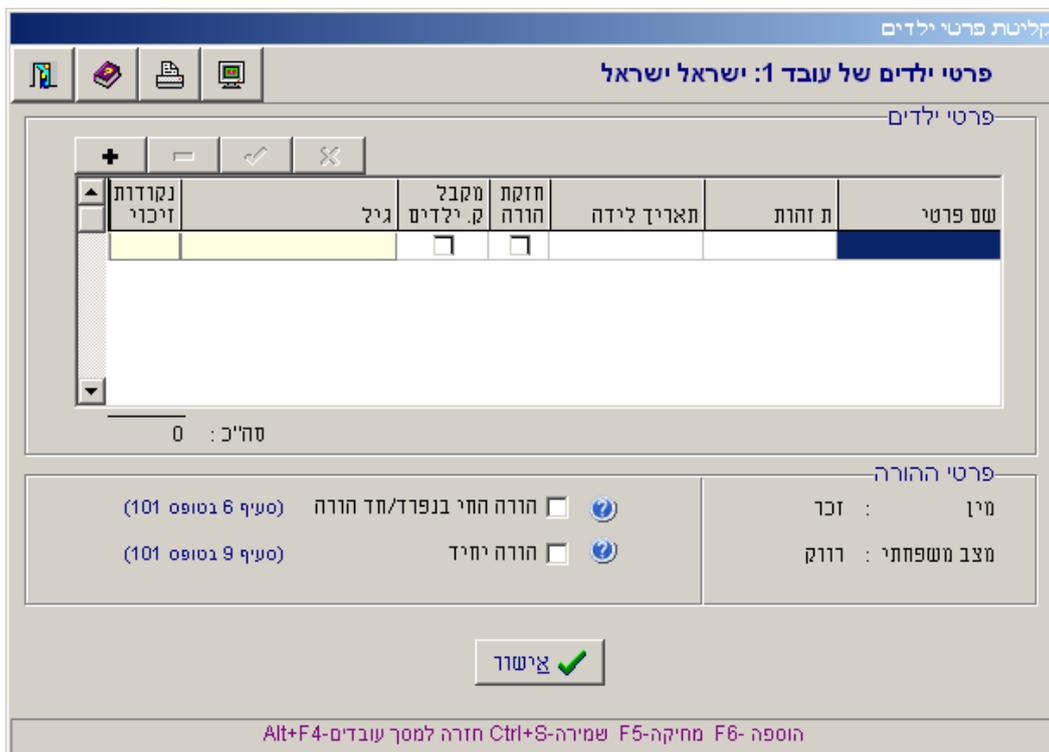 קליטת פרטי ילדים
פרטי ילדים של עובד 1: ישראל ישראל
פרטי ילדים
שם פרטי ת זהות תאריך לידה חזקת הורה מקבל ק. ילדים גיל נקודות זיכוי
סה"כ : 0
פרטי ההורה
מין : זכר
מצב משפחתי : רווק
הורה החי בנפרד/חד הורה (סעיף 6 בטופס 101)
הורה יחיד (סעיף 9 בטופס 101)
אישור
הוספה -F6 מחיקה-F5 שמירה-Ctrl+S חזרה למסך עובדים-Alt+F4